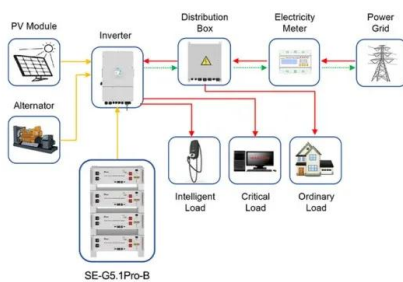 PV Module
Inverter
Distribution
Box
Electricity
Meter
Power
Grid
Alternator
Intelligent
Load
Critical
Load
Ordinary
Load
SE-G5.1Pro-B